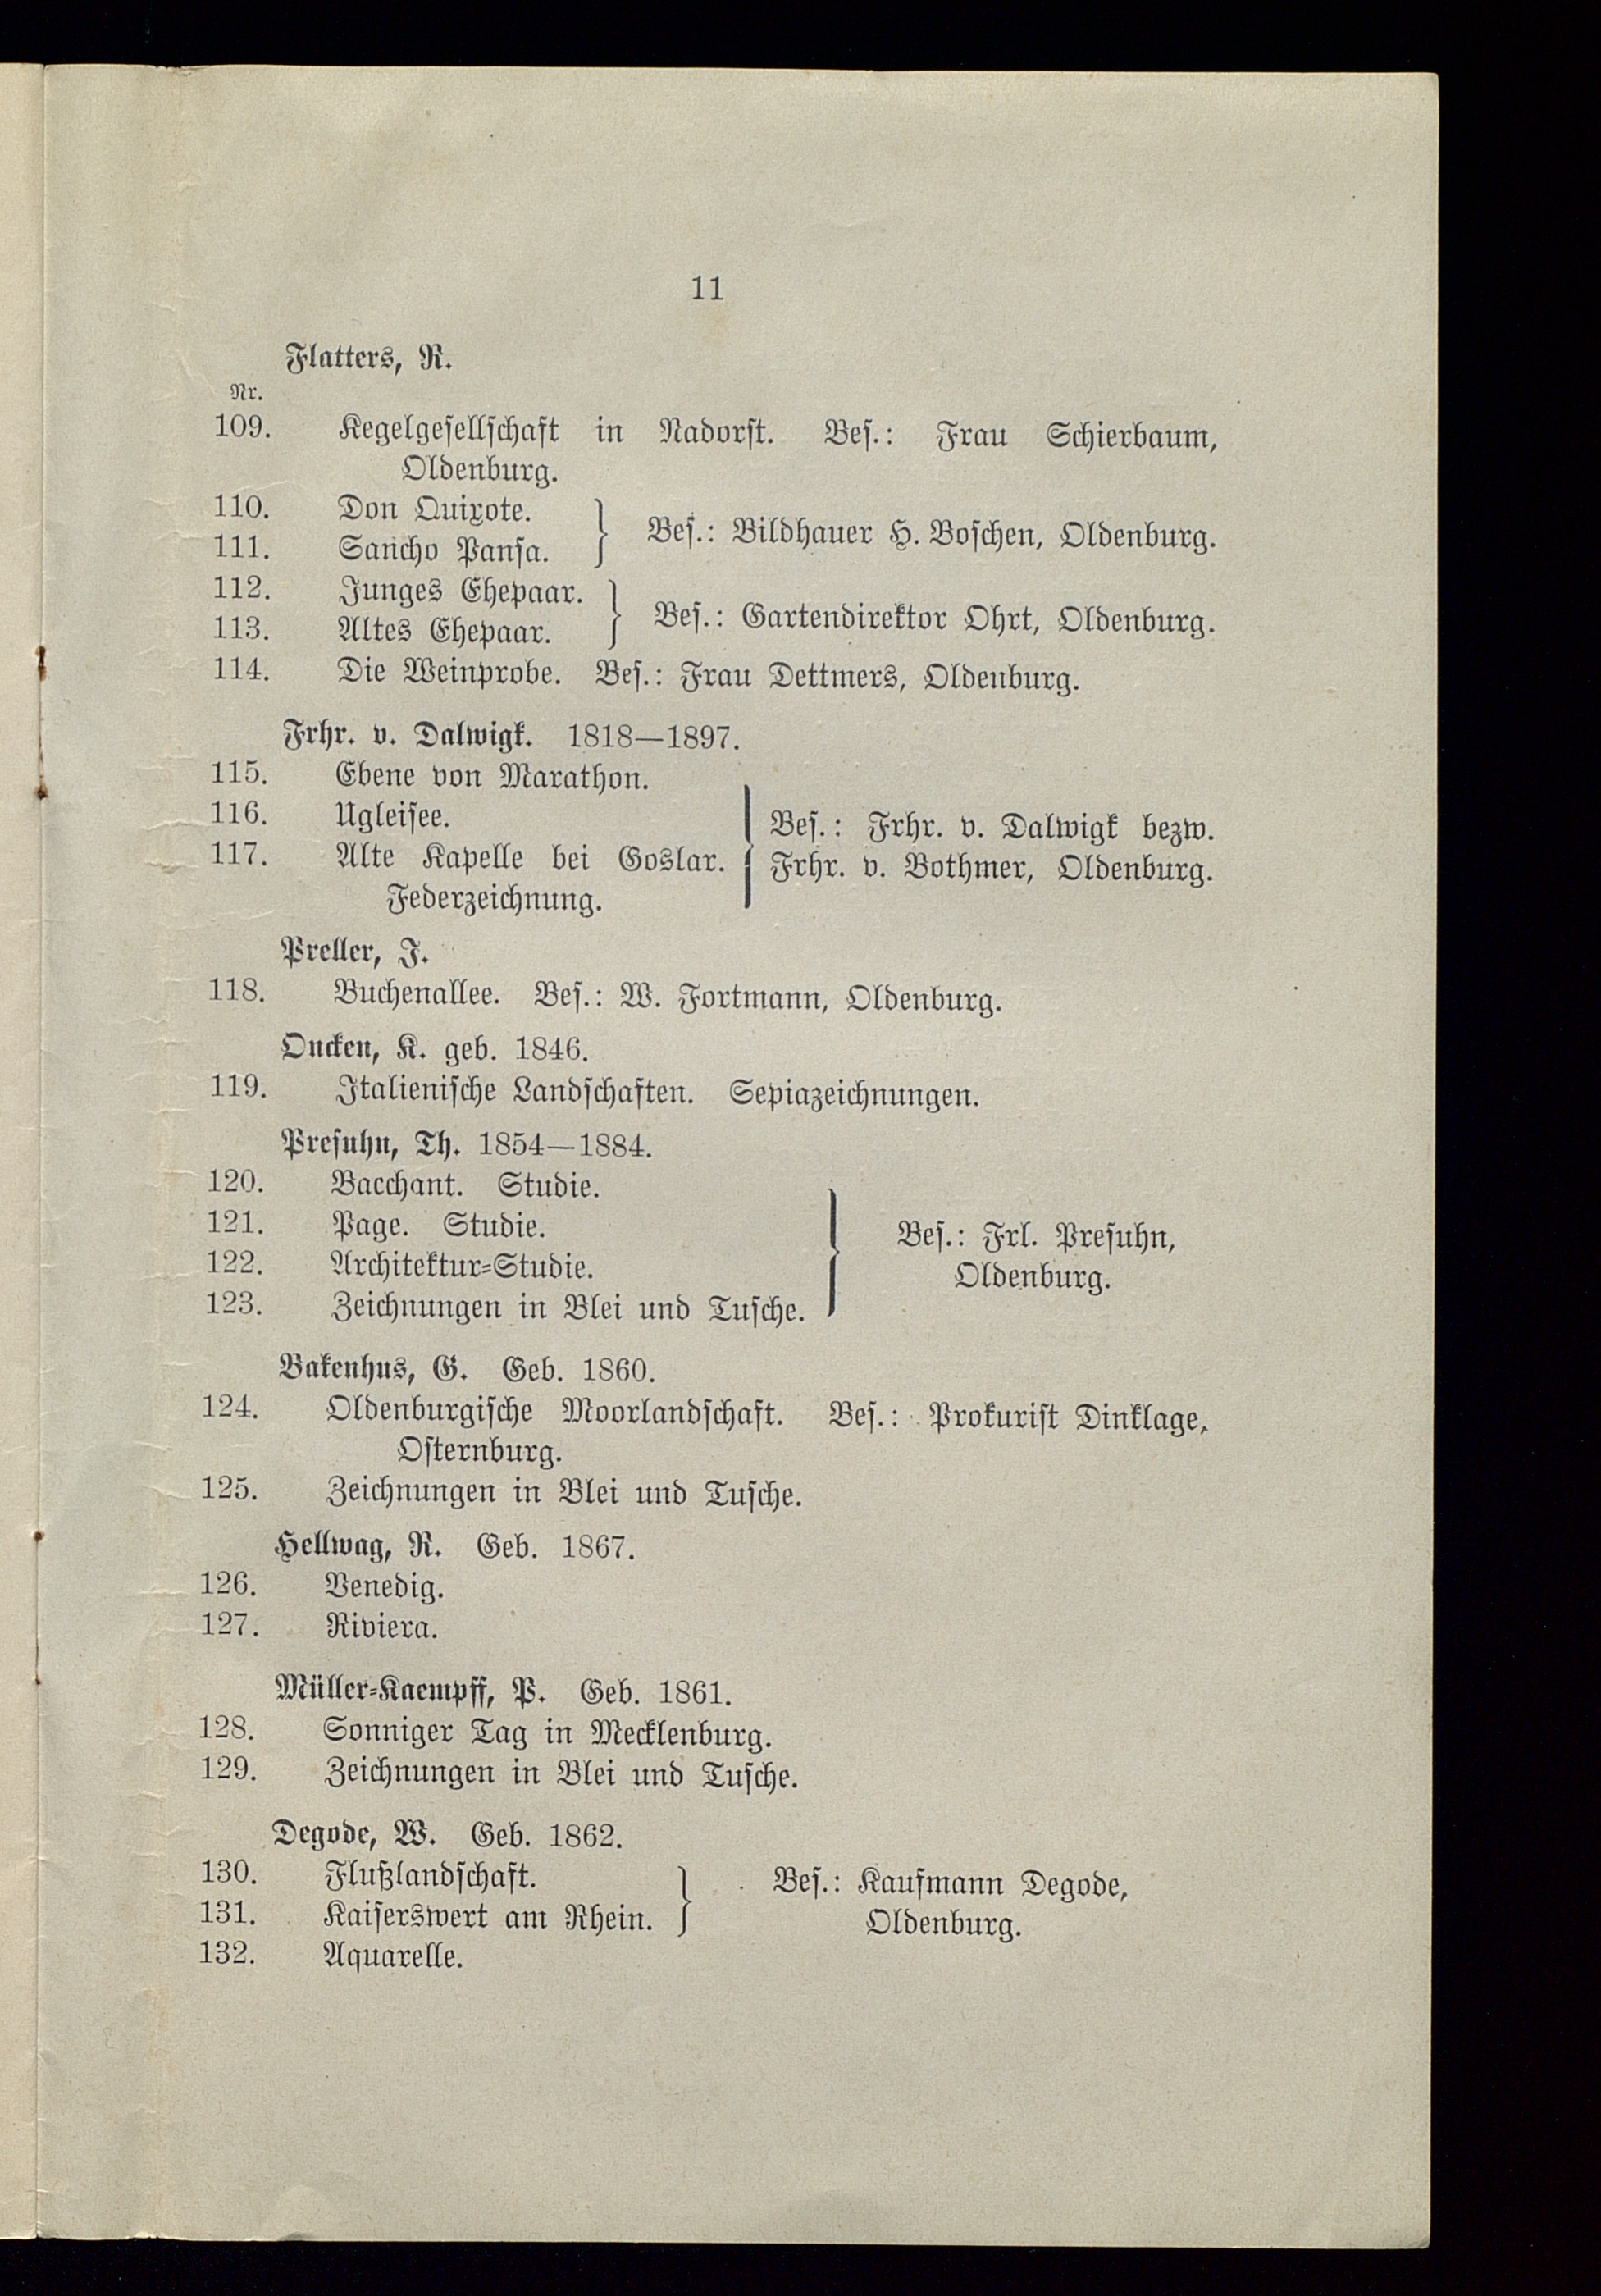 11
Flatters, R.
Nr.
109. Kegelgesellschaft in Nadorst. Bes.: Frau Schierbaum,
Oldenburg.
110. Don Quixote.
111. Sancho Pansa.
Bes.: Bildhauer H. Boschen, Oldenburg.
112. Junges Ehepaar.
113. Altes Ehepaar.
Bes.: Gartendirektor Ohrt, Oldenburg.
114. Die Weinprobe. Bes.: Frau Dettmers, Oldenburg.
Frhr. v. Dalwigk. 1818—1897.
115. Ebene von Marathon.
116. Ugleisee.
117. Alte Kapelle bei Goslar.
Federzeichnung.
Bes.: Frhr. v. Dalwigk bezw.
Frhr. v. Bothmer, Oldenburg.
Preller, J.
118. Buchenallee. Bes.: W. Fortmann, Oldenburg.
Oncken, K. geb. 1846.
119. Italienische Landschaften. Sepiazeichnungen.
Presuhn, Th. 1854—1884.
120. Bacchant. Studie.
121. Page. Studie.
122. Architektur-Studie.
123. Zeichnungen in Blei und Tusche.
Bes.: Frl. Presuhn,
Oldenburg.
Bakenhus, G. Geb. 1860.
124. Oldenburgische Moorlandschaft. Bes.: Prokurist Dinklage,
Osternburg.
125. Zeichnungen in Blei und Tusche.
Hellwag, R. Geb. 1867.
126. Venedig.
127. Riviera.
Müller-Kaempff, P. Geb. 1861.
128. Sonniger Tag in Mecklenburg.
129. Zeichnungen in Blei und Tusche.
Degode, W. Geb. 1862.
130. Flußlandschaft.
131. Kaiserswert am Rhein.
Bes.: Kaufmann Degode,
Oldenburg.
132. Aquarelle.